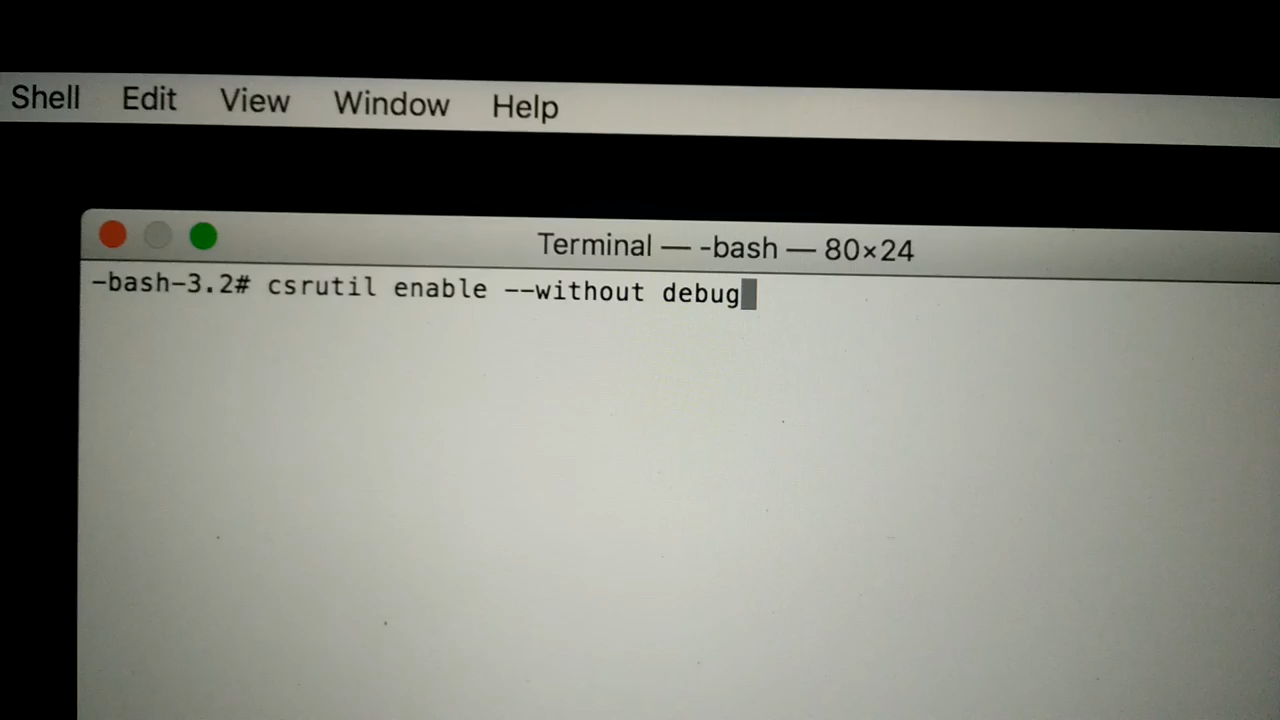 Shell Edit View Window Help
Terminal — -bash — 80×24
-bash-3.2# csrutil enable --without debug